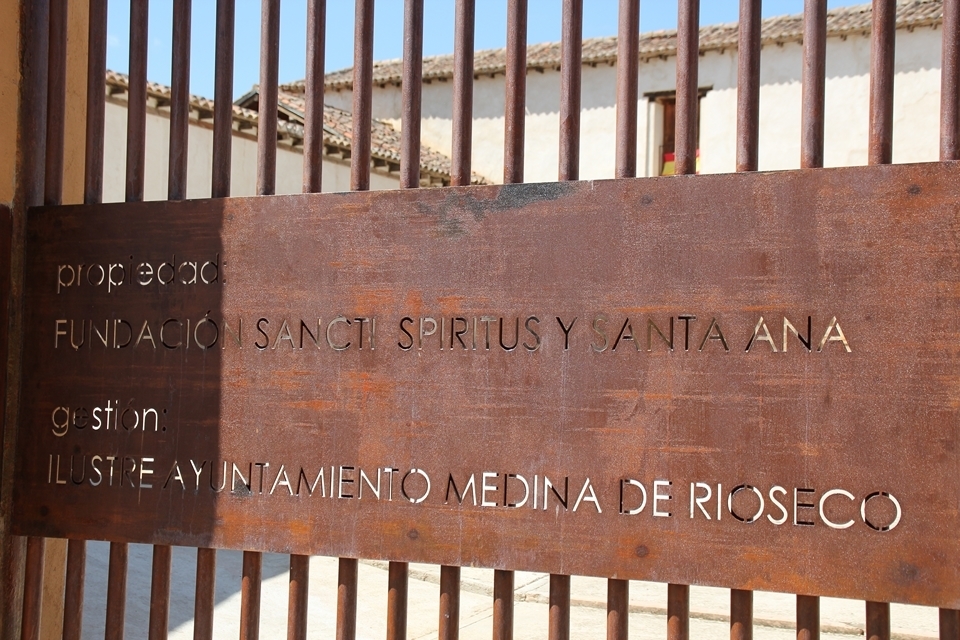 propiedad:
FUNDACIÓN SANCTI SPIRITUS Y SANTA ANA
gestión:
ILUSTRE AYUNTAMIENTO MEDINA DE RIOSECO